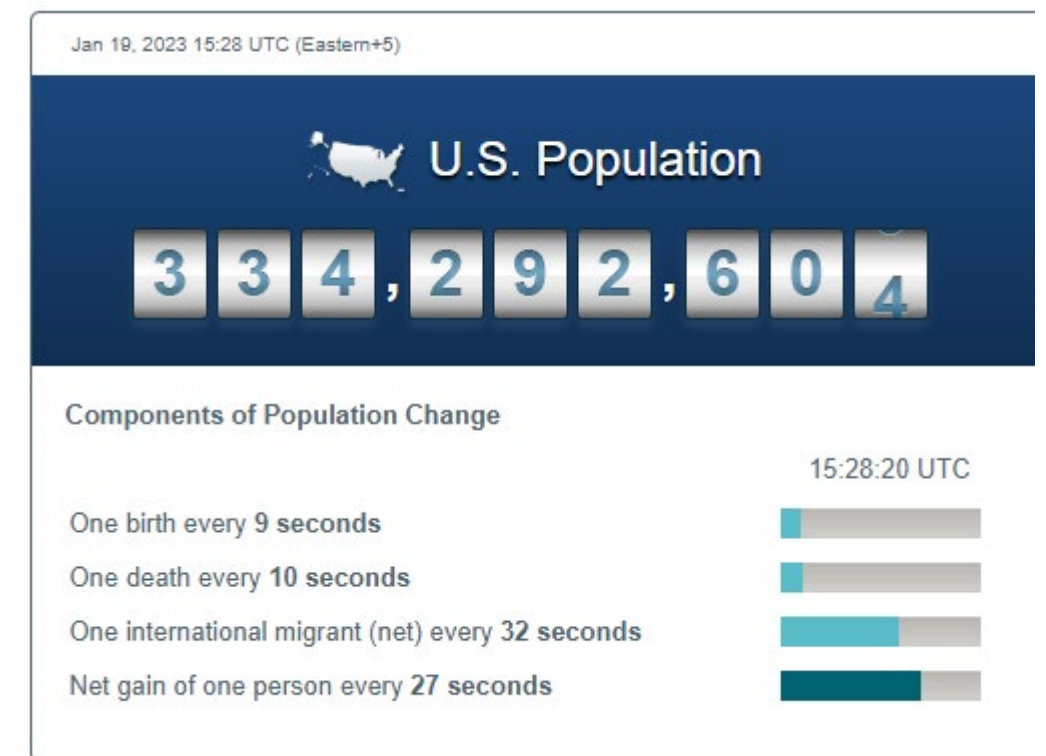 Jan 19, 2023 15:28 UTC (Eastern+5)
U.S. Population
334,292,604
Components of Population Change
15:28:20 UTC
One birth every 9 seconds
One death every 10 seconds
One international migrant (net) every 32 seconds
Net gain of one person every 27 seconds